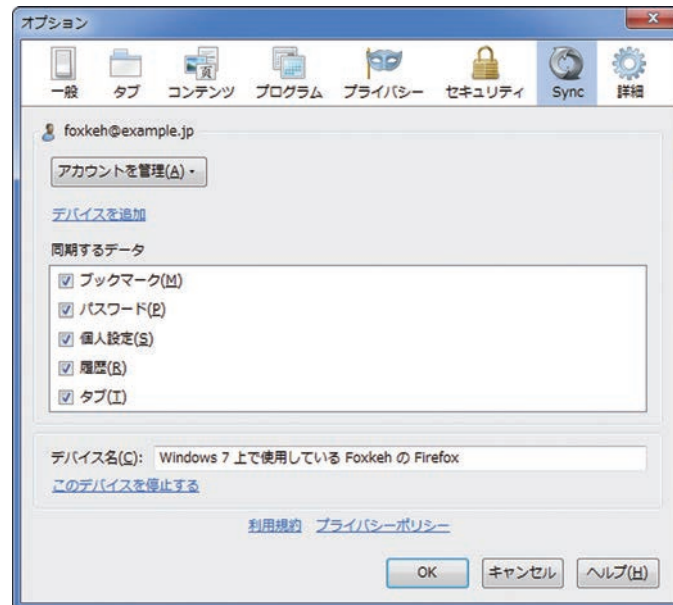 オプション
一般 タブ コンテンツ プログラム プライバシー セキュリティ Sync 詳細
foxkeh@example.jp
アカウントを管理(A)
デバイスを追加
同期するデータ
ブックマーク(M)
パスワード(P)
個人設定(S)
履歴(R)
タブ(T)
デバイス名(C): Windows 7 上で使用している Foxkeh の Firefox
このデバイスを停止する
利用規約 プライバシーポリシー
OK キャンセル ヘルプ(H)